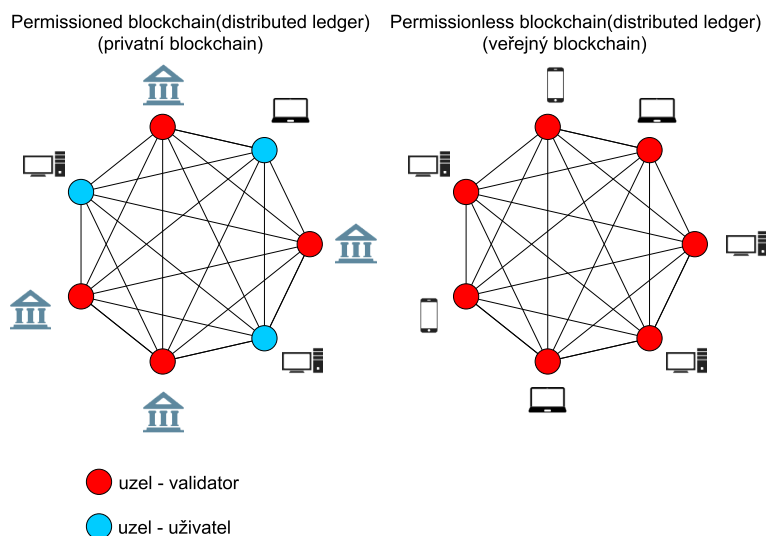 Permissioned blockchain(distributed ledger)
(privatní blockchain)
Permissionless blockchain(distributed ledger)
(veřejný blockchain)
uzel - validator
uzel - uživatel